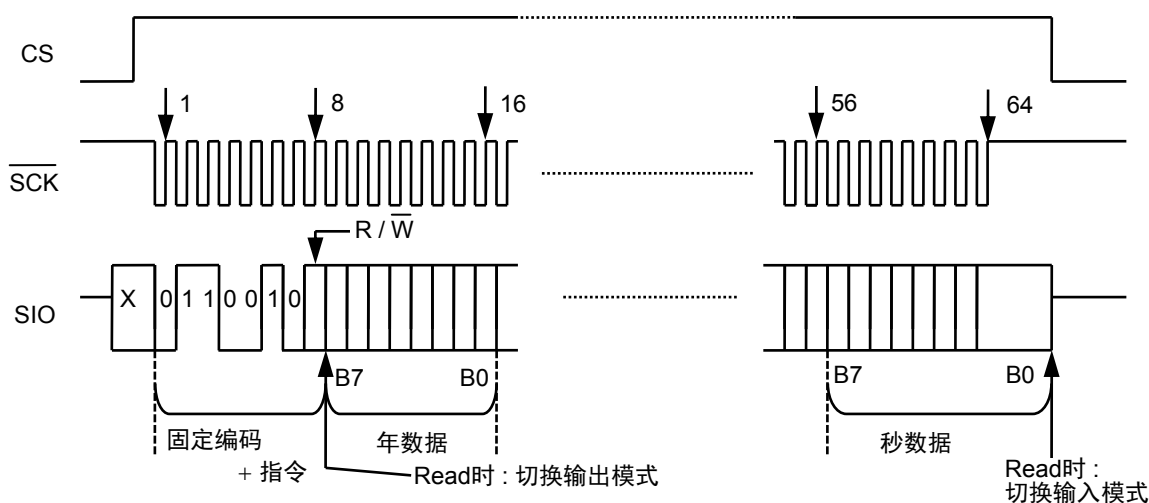 CS
1 8 16 56 64
SCK
R / W
SIO
X 0 1 1 0 0 1 0
B7 B0 B7 B0
固定编码
+ 指令
年数据
秒数据
Read时 : 切换输出模式
Read时 :
切换输入模式